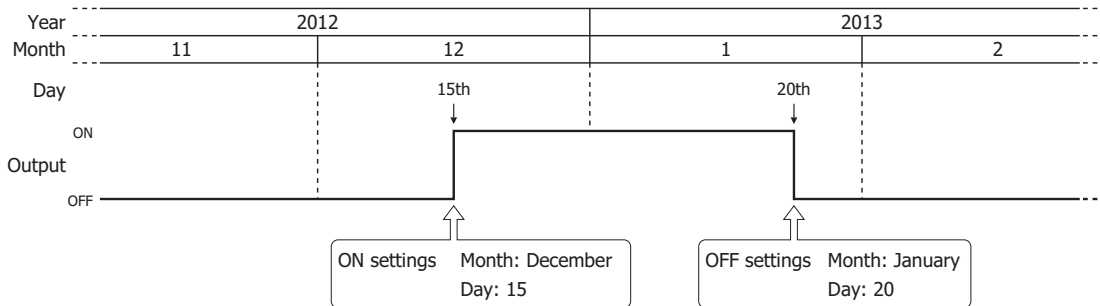 Year 2012 2013
Month 11 12 1 2
Day 15th 20th
ON
Output
OFF
ON settings Month: December
Day: 15
OFF settings Month: January
Day: 20